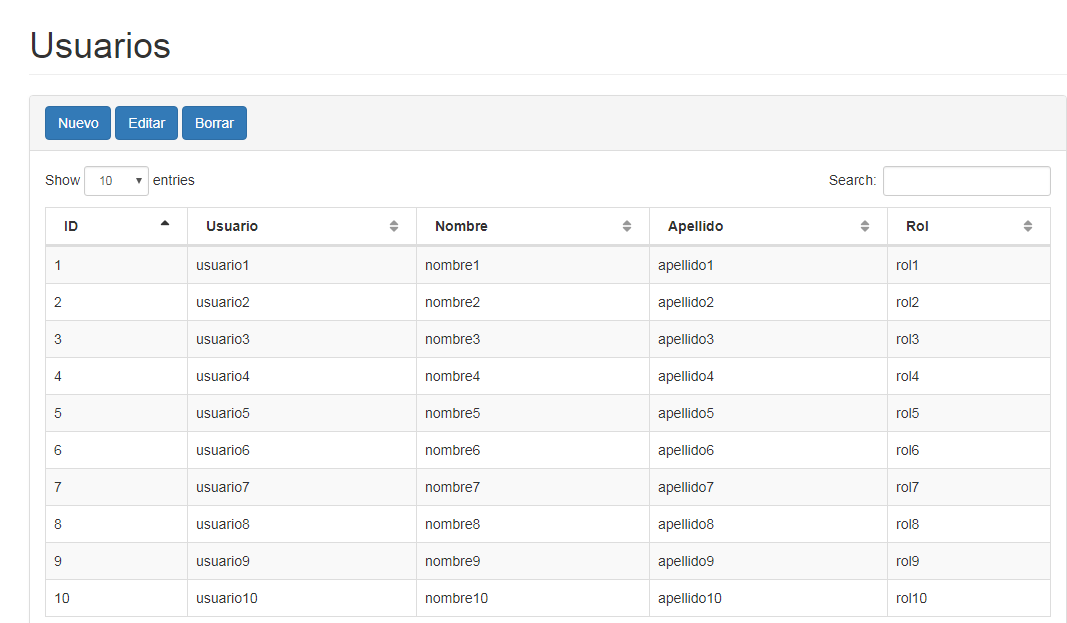 Usuarios
Nuevo Editar Borrar
Show 10 entries Search:
ID Usuario Nombre Apellido Rol
1 usuario1 nombre1 apellido1 rol1
2 usuario2 nombre2 apellido2 rol2
3 usuario3 nombre3 apellido3 rol3
4 usuario4 nombre4 apellido4 rol4
5 usuario5 nombre5 apellido5 rol5
6 usuario6 nombre6 apellido6 rol6
7 usuario7 nombre7 apellido7 rol7
8 usuario8 nombre8 apellido8 rol8
9 usuario9 nombre9 apellido9 rol9
10 usuario10 nombre10 apellido10 rol10